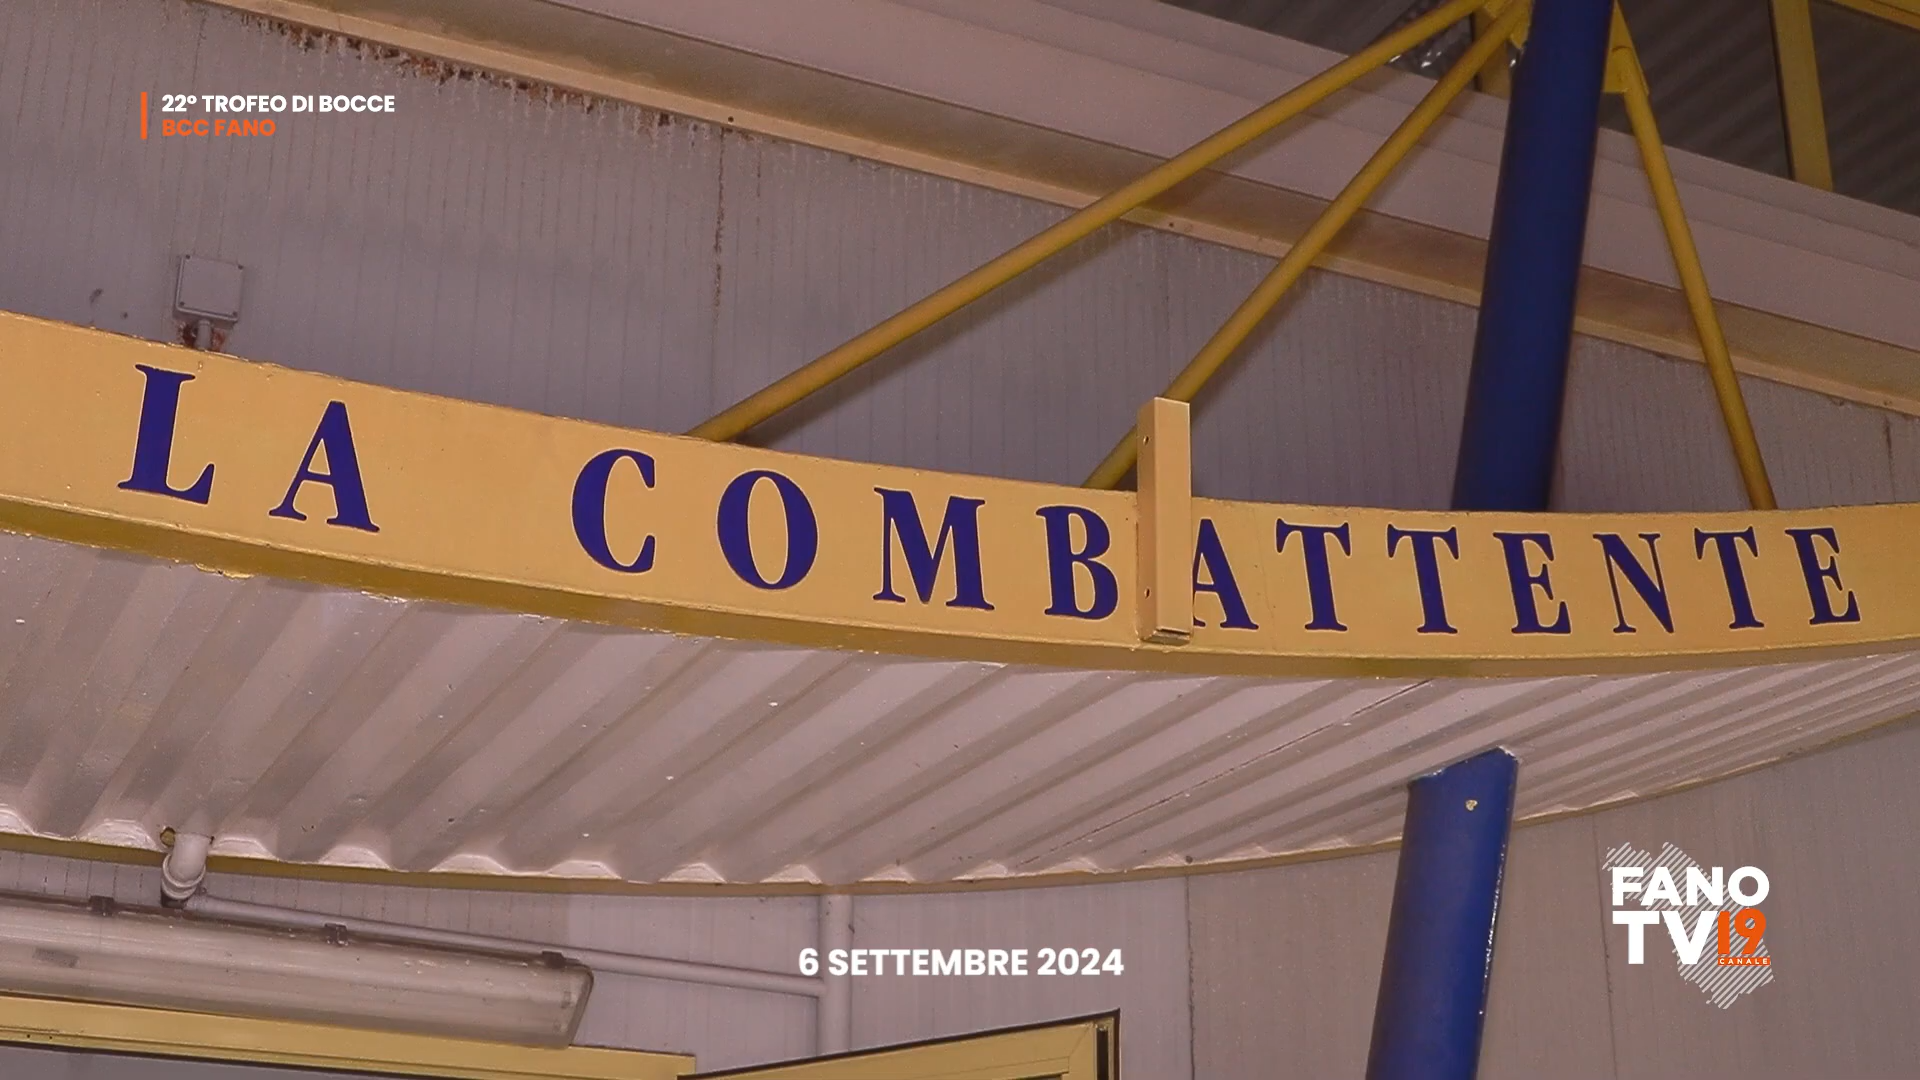 22° TROFEO DI BOCCE
BCC FANO
LA COMBATTENTE
6 SETTEMBRE 2024
FANO
TV19
CANALE